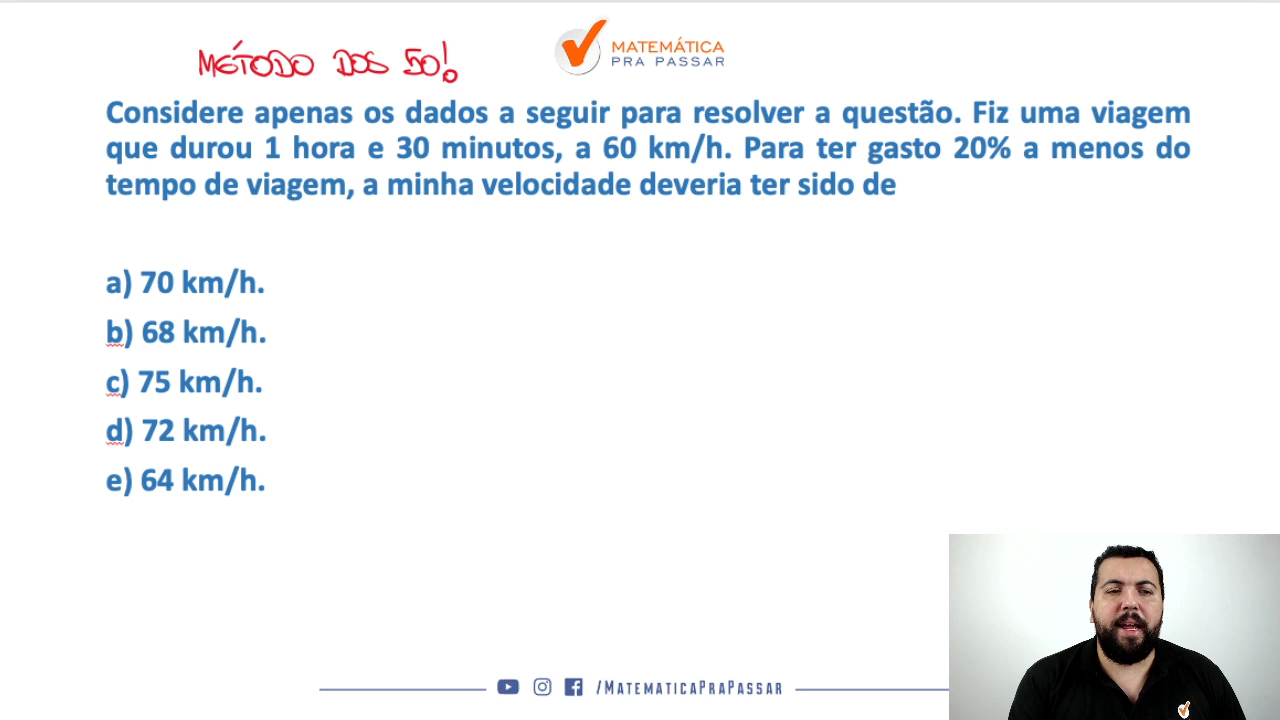 MÉTODO DOS 50!
MATEMÁTICA
PRA PASSAR
Considere apenas os dados a seguir para resolver a questão. Fiz uma viagem
que durou 1 hora e 30 minutos, a 60 km/h. Para ter gasto 20% a menos do
tempo de viagem, a minha velocidade deveria ter sido de
a) 70 km/h.
b) 68 km/h.
c) 75 km/h.
d) 72 km/h.
e) 64 km/h.
/MATEMATICAPRAPASSAR